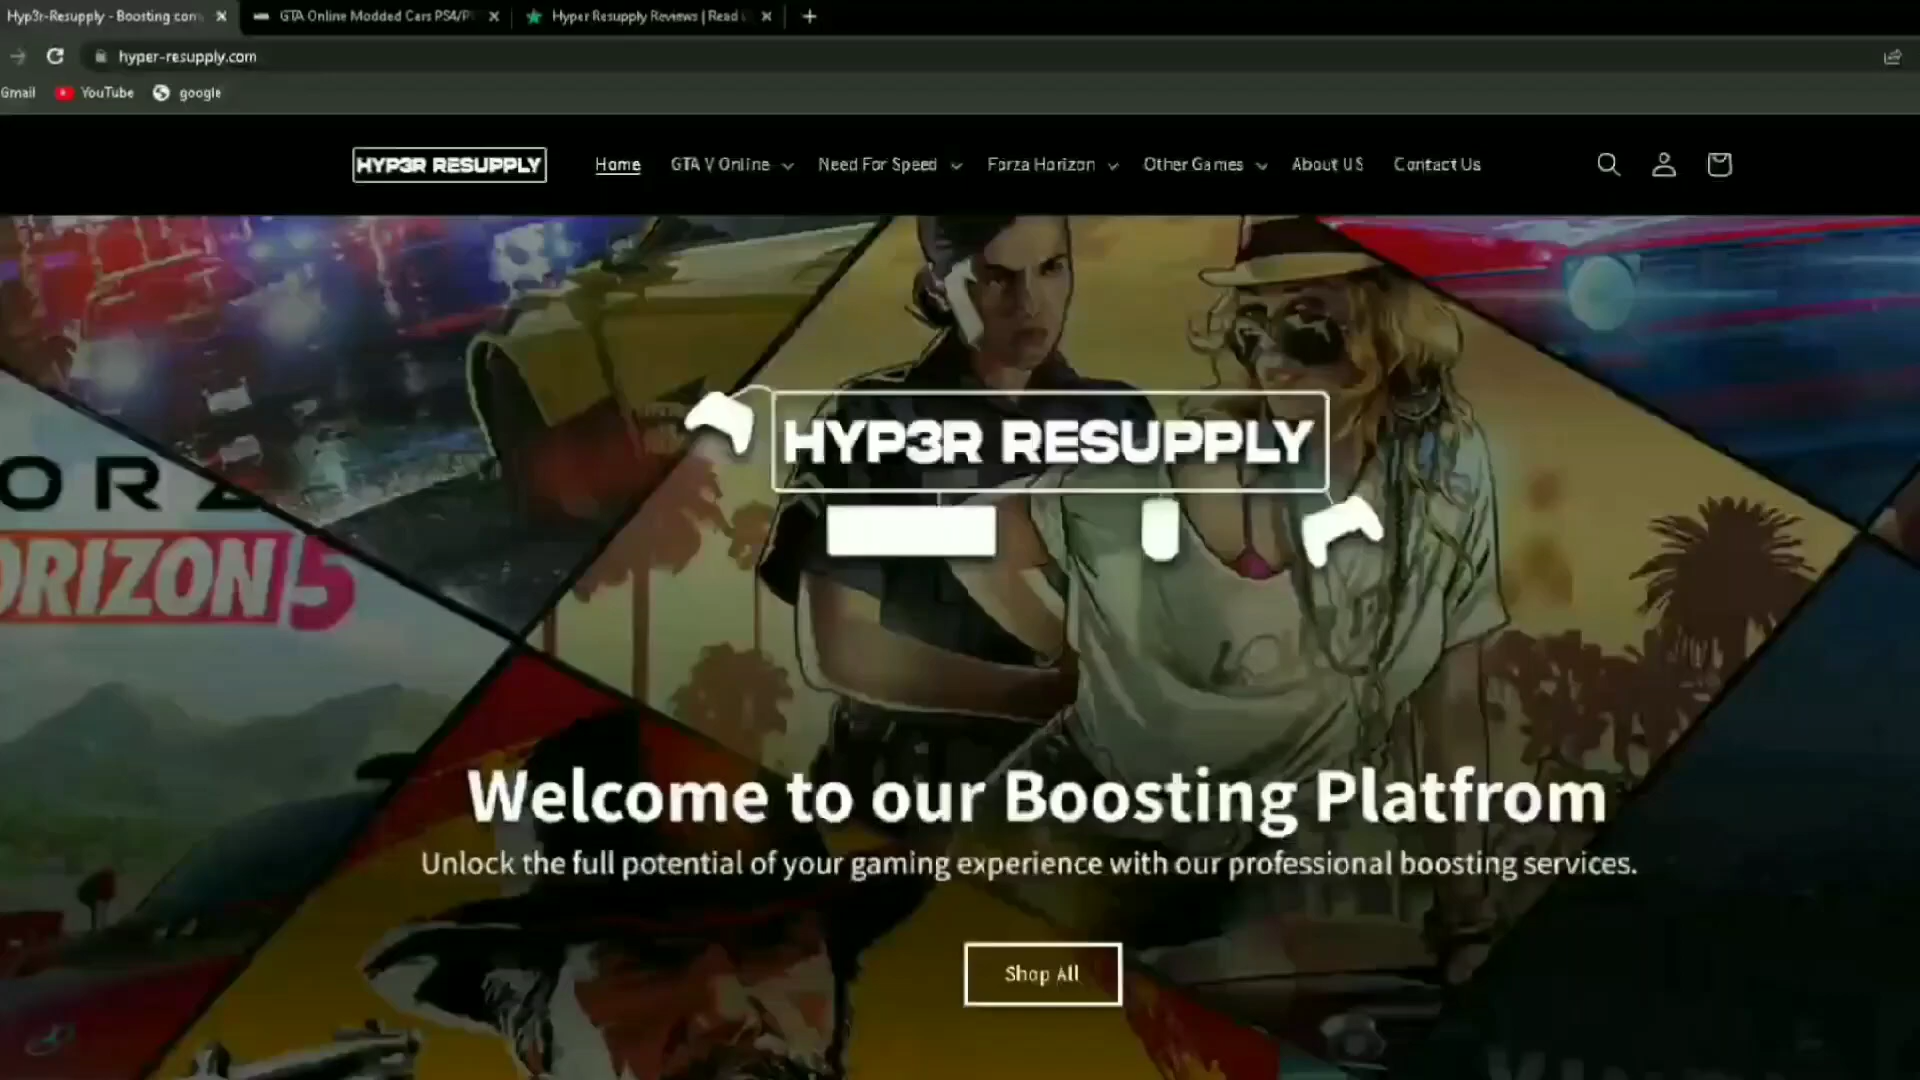 Hyp3r-Resupply - Boosting com
GTA Online Modded Cars PS4/P
Hyper Resupply Reviews | Read
hyper-resupply.com
Gmail
YouTube
google
HYP3R RESUPPLY
Home
GTA V Online
Need For Speed
Forza Horizon
Other Games
About US
Contact Us
HYP3R RESUPPLY
ORZ
ORIZON 5
Welcome to our Boosting Platfrom
Unlock the full potential of your gaming experience with our professional boosting services.
Shop All